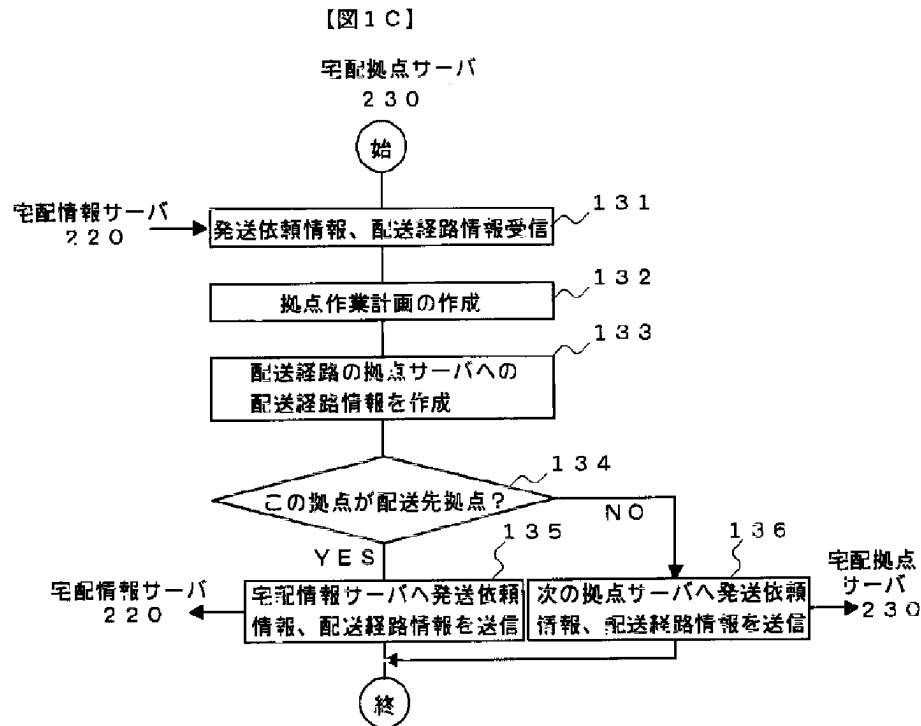 【図１Ｃ】
宅配拠点サーバ
２３０
始
宅配情報サーバ
２２０
発送依頼情報、配送経路情報受信
１３１
拠点作業計画の作成
１３２
１３３
配送経路の拠点サーバへの
配送経路情報を作成
この拠点が配送先拠点？
１３４
ＮＯ
ＹＥＳ
１３５
１３６
宅配情報サーバ
２２０
宅配情報サーバへ発送依頼
情報、配送経路情報を送信
次の拠点サーバへ発送依頼
情報、配送経路情報を送信
宅配拠点
サーバ
２３０
終